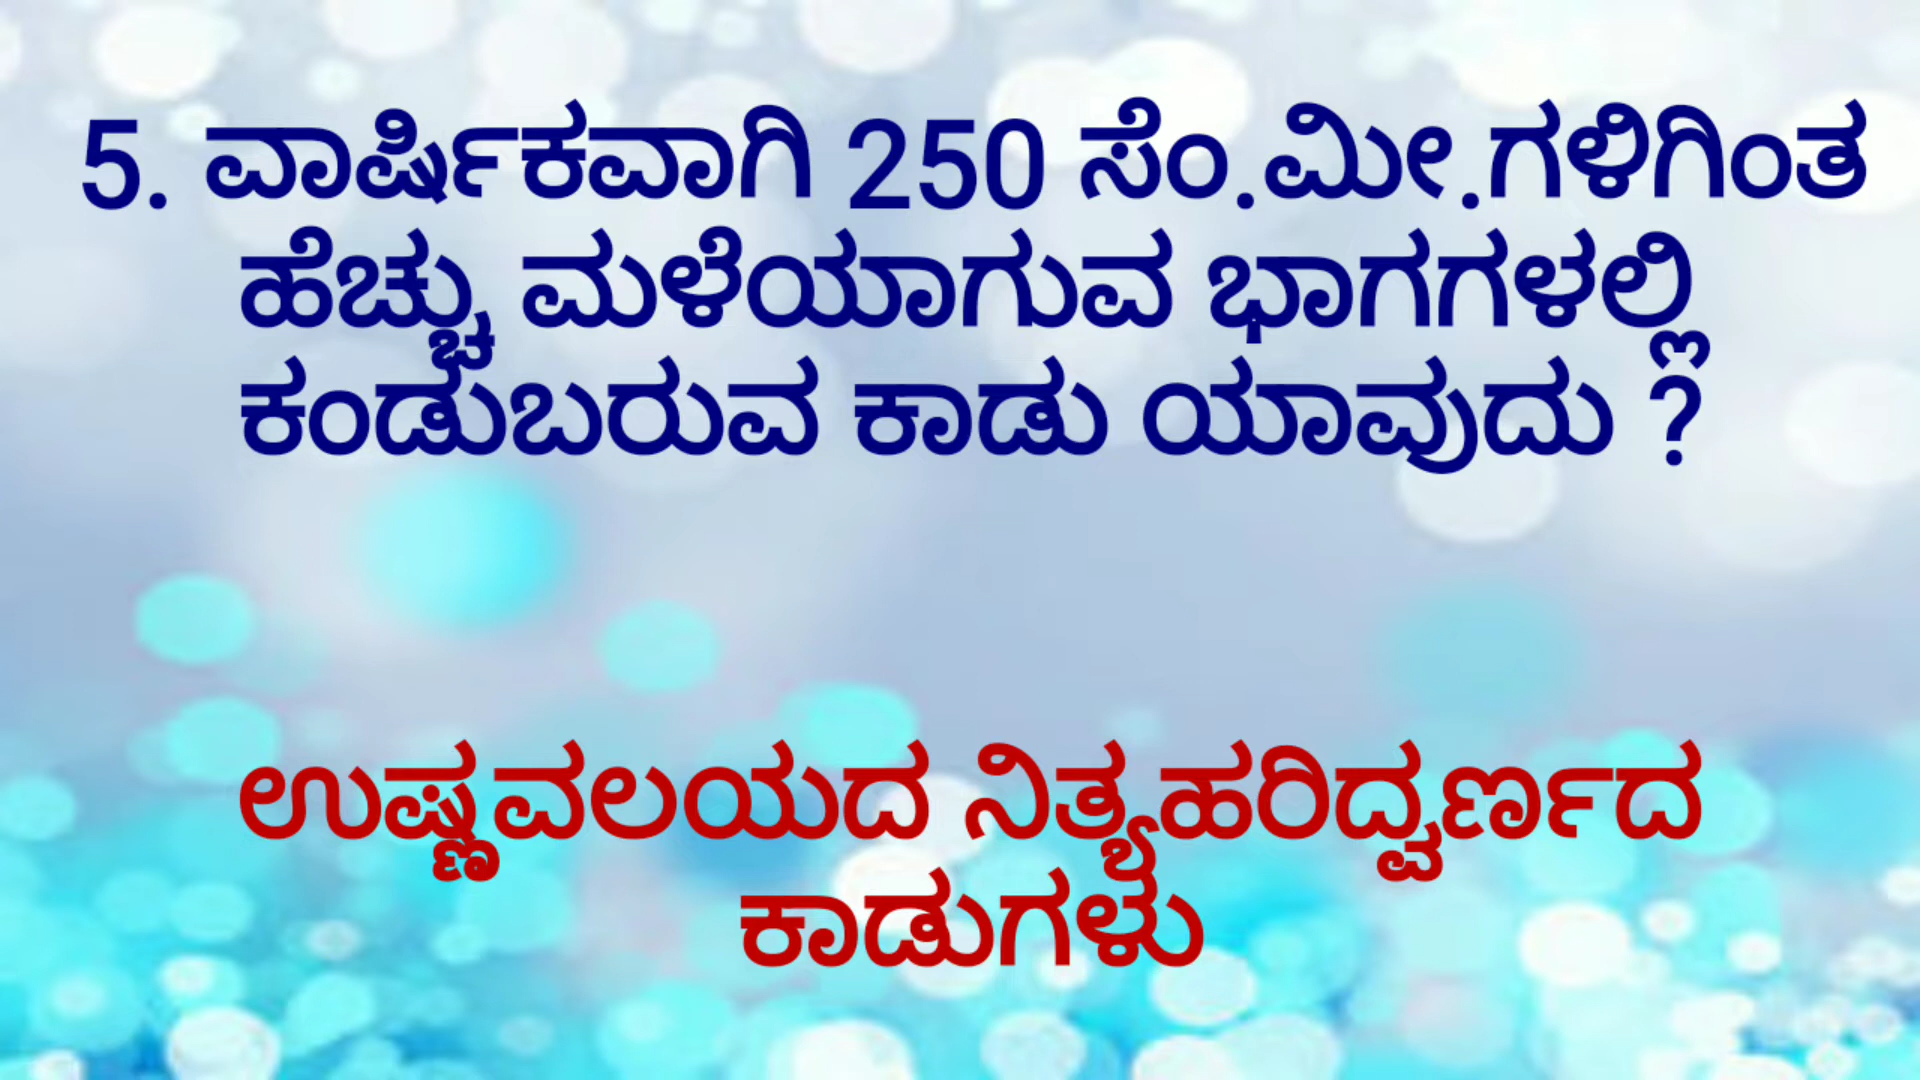 5. ವಾರ್ಷಿಕವಾಗಿ 250 ಸೆಂ.ಮೀ.ಗಳಿಗಿಂತ
ಹೆಚ್ಚು ಮಳೆಯಾಗುವ ಭಾಗಗಳಲ್ಲಿ
ಕಂಡುಬರುವ ಕಾಡು ಯಾವುದು ?
ಉಷ್ಣವಲಯದ ನಿತ್ಯಹರಿದ್ವರ್ಣದ
ಕಾಡುಗಳು